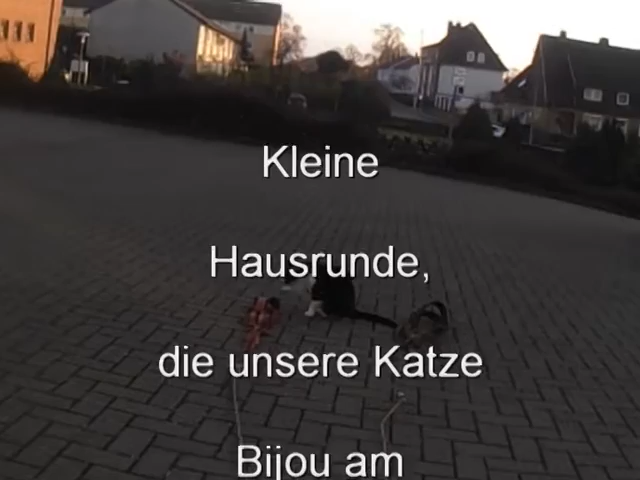 Kleine
Hausrunde,
die unsere Katze
Bijou am